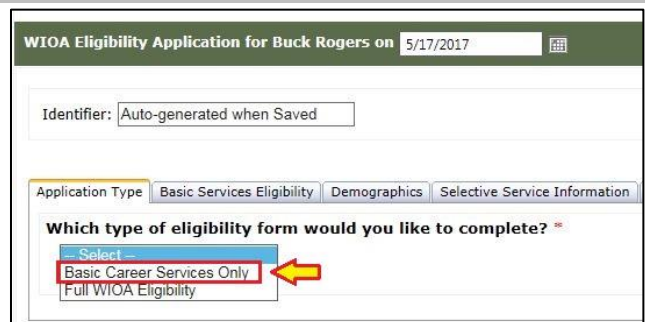 WIOA Eligibility Application for Buck Rogers on 5/17/2017
Identifier: Auto-generated when Saved
Application Type Basic Services Eligibility Demographics Selective Service Information
Which type of eligibility form would you like to complete? *
-- Select --
Basic Career Services Only
Full WIOA Eligibility